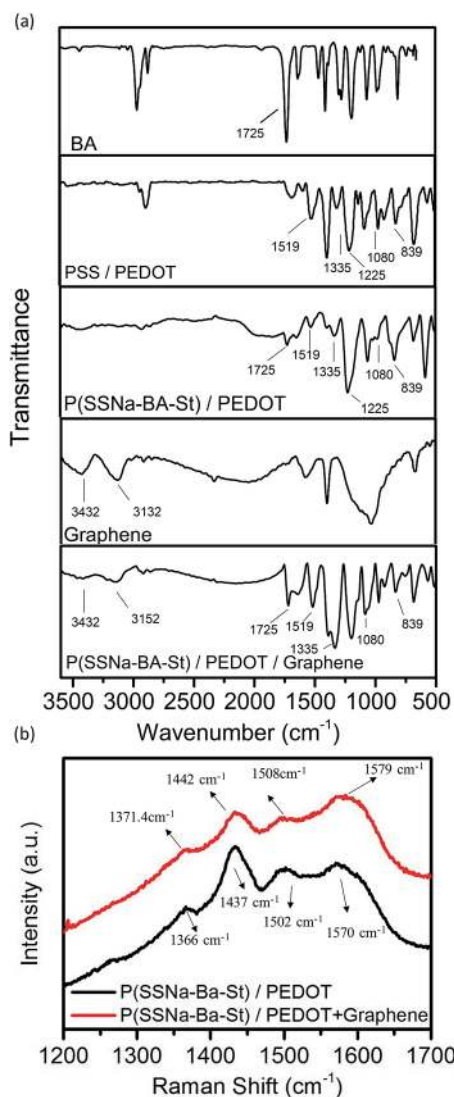 (a)
1725
BA
1519
1335
1225
1080
839
PSS / PEDOT
1725
1519
1335
1225
1080
839
P(SSNa-BA-St) / PEDOT
3432
3132
Graphene
3432
3152
1725
1519
1335
1080
839
P(SSNa-BA-St) / PEDOT / Graphene
Transmittance
3500 3000 2500 2000 1500 1000 500
Wavenumber (cm⁻¹)
(b)
1371.4cm⁻¹
1442 cm⁻¹
1508cm⁻¹
1579 cm⁻¹
1366 cm⁻¹
1437 cm⁻¹
1502 cm⁻¹
1570 cm⁻¹
P(SSNa-Ba-St) / PEDOT
P(SSNa-Ba-St) / PEDOT+Graphene
Intensity (a.u.)
1200 1300 1400 1500 1600 1700
Raman Shift (cm⁻¹)